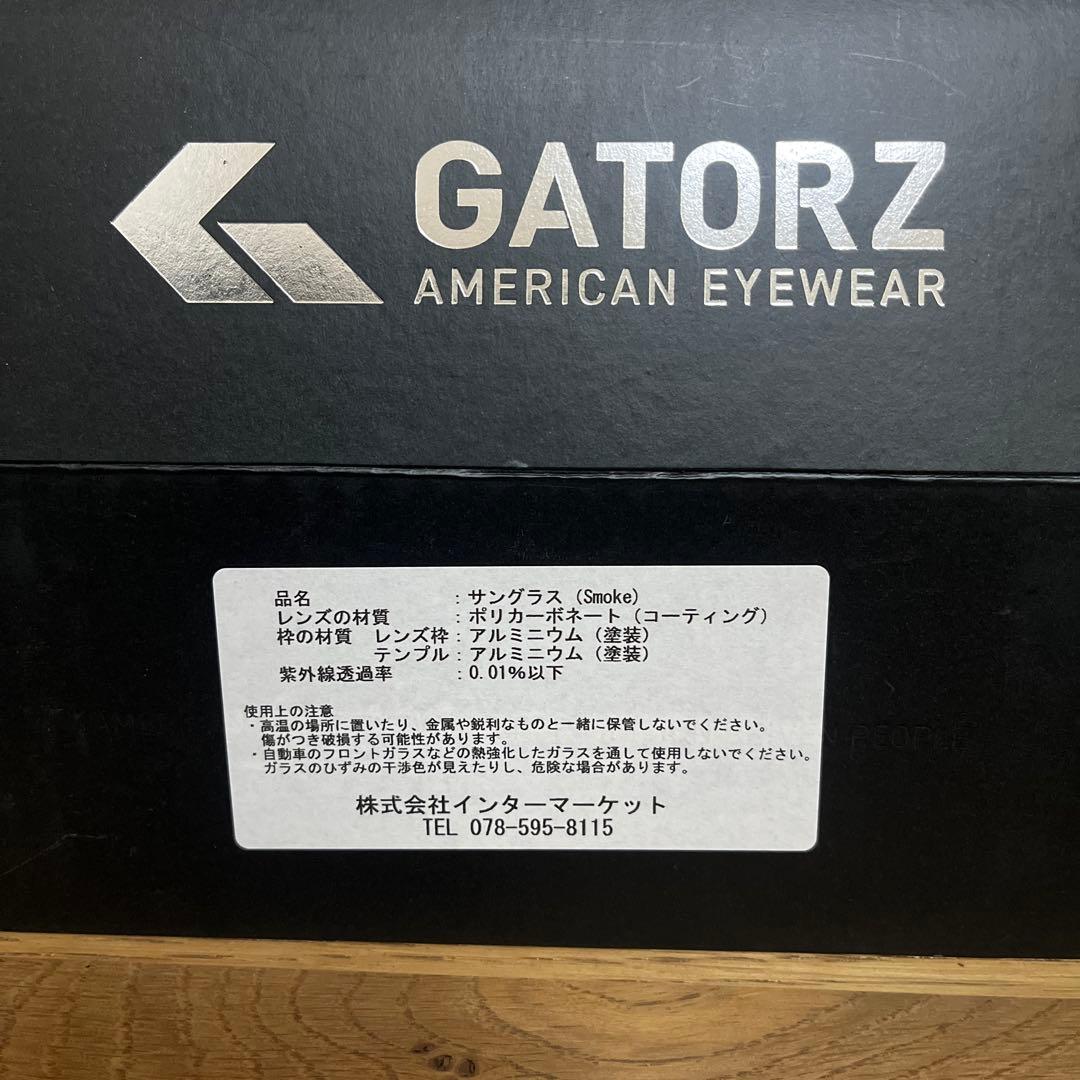 GATORZ
AMERICAN EYEWEAR
品名 : サングラス (Smoke)
レンズの材質 : ポリカーボネート (コーティング)
枠の材質 レンズ枠 : アルミニウム (塗装)
テンプル : アルミニウム (塗装)
紫外線透過率 : 0.01%以下
使用上の注意
・高温の場所に置いたり、金属や鋭利なものと一緒に保管しないでください。
傷がつき破損する可能性があります。
・自動車のフロントガラスなどの熱強化したガラスを通して使用しないでください。
ガラスのひずみの干渉色が見えたりし、危険な場合があります。
株式会社インターマーケット
TEL 078-595-8115